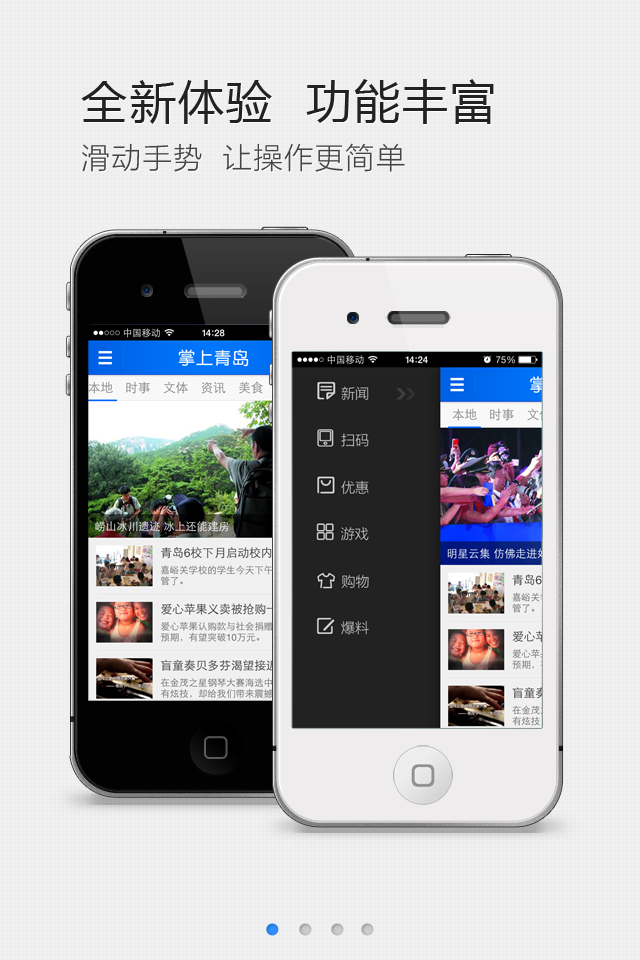 全新体验 功能丰富
滑动手势 让操作更简单
中国移动 14:28
掌上青岛
本地 时事 文体 资讯 美食
崂山冰川遗迹 冰上还能建房
青岛6校下月启动校内
嘉峪关学校的学生今天下午
管了。
爱心苹果义卖被抢购一
爱心苹果认购款与社会捐赠
预期，有望突破10万元。
盲童奏贝多芬渴望接近
在金茂之星钢琴大赛海选中
有炫技，却给我们带来震撼
中国移动 14:24 75%
新闻
扫码
优惠
游戏
购物
爆料
掌
本地 时事 文体
明星云集 仿佛走进好
青岛6
嘉峪关
管了。
爱心苹
爱心苹
预期，
盲童奏
在金茂
有炫技